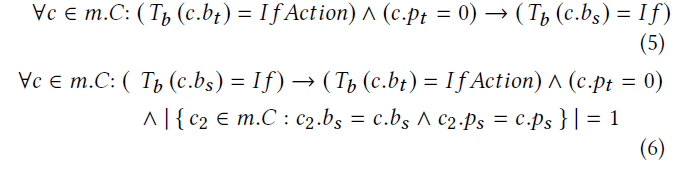 ∀c ∈ m.C: ( T_b (c.b_t) = IfAction) ∧ (c.p_t = 0) → ( T_b (c.b_s) = If)
(5)
∀c ∈ m.C: ( T_b (c.b_s) = If) → ( T_b (c.b_t) = IfAction) ∧ (c.p_t = 0)
∧ | { c_2 ∈ m.C : c_2.b_s = c.b_s ∧ c_2.p_s = c.p_s } | = 1
(6)